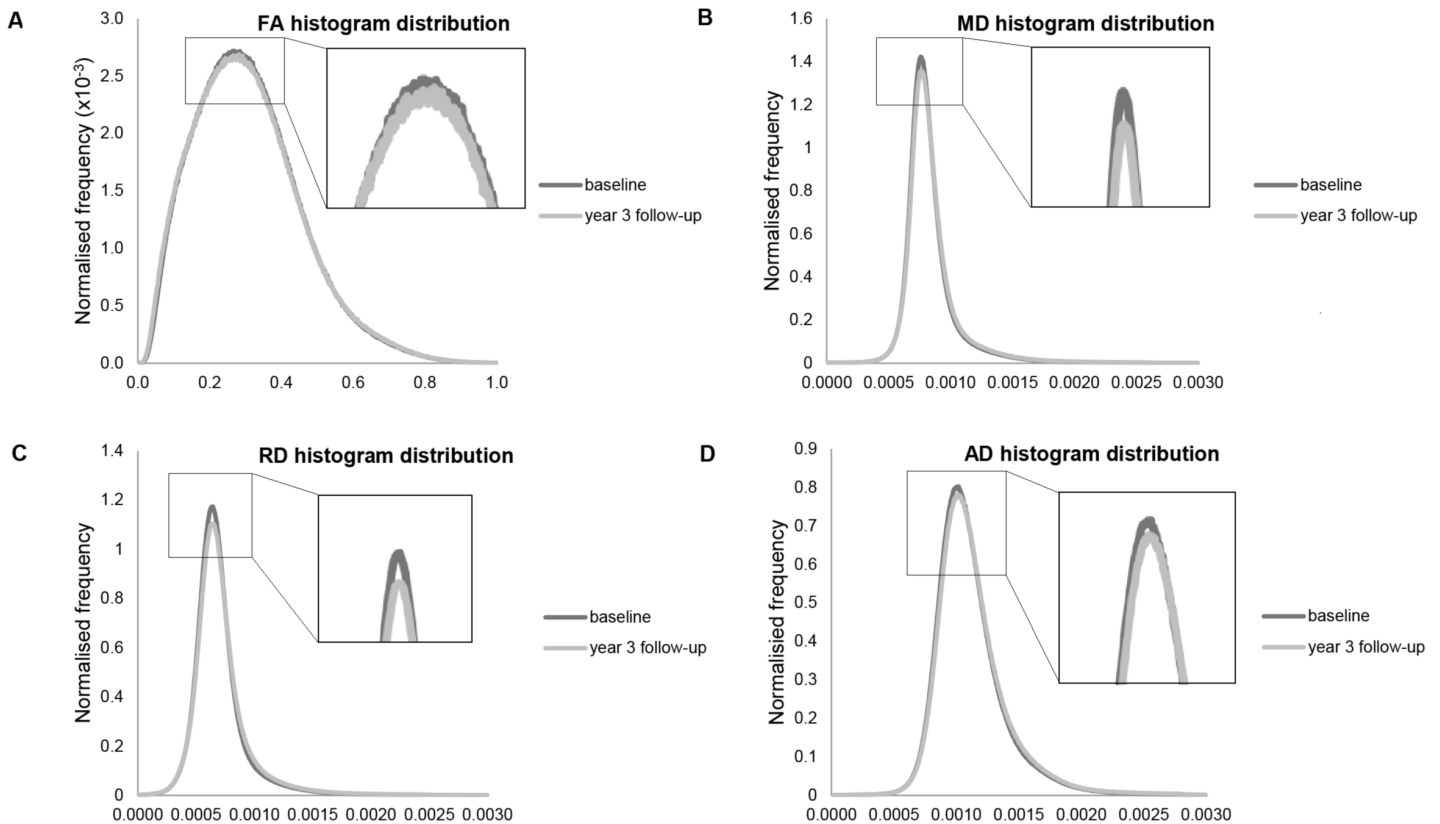 A
FA histogram distribution
Normalised frequency (x10-3)
3.0
2.5
3.0
1.5
1.0
0.5
0.0
0.0 0.2 0.4 0.6 0.8 1.0
baseline
year 3 follow-up
B
MD histogram distribution
Normalised frequency
1.6
1.4
1.2
1
0.8
0.6
0.4
0.2
0
0.0000 0.0005 0.0010 0.0015 0.0020 0.0025 0.0030
baseline
year 3 follow-up
C
RD histogram distribution
Normalised frequency
1.4
1.2
1
0.8
0.6
0.4
0.2
0
0.0000 0.0005 0.0010 0.0015 0.0020 0.0025 0.0030
baseline
year 3 follow-up
D
AD histogram distribution
Normalisied frequency
0.9
0.8
0.7
0.6
0.5
0.4
0.3
0.2
0.1
0
0.0000 0.0005 0.0010 0.0015 0.0020 0.0025 0.0030
baseline
year 3 follow-up